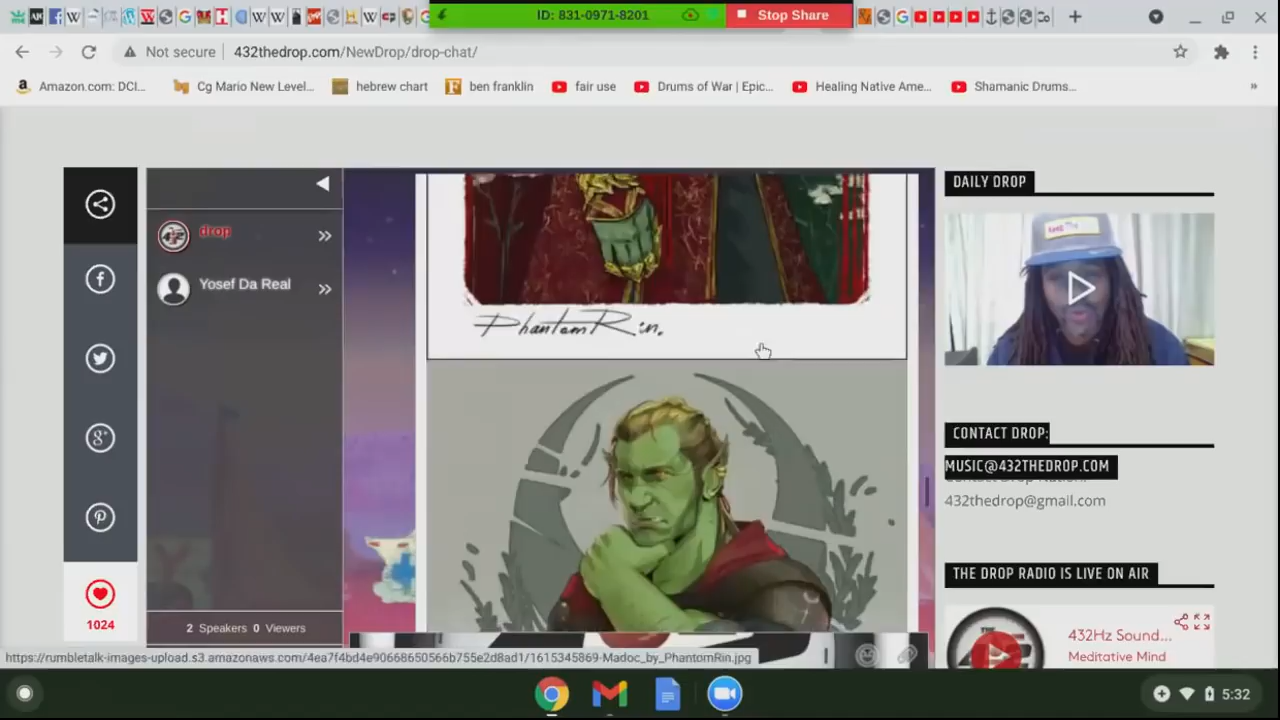 ID: 831-0971-8201
Stop Share
Not secure
432thedrop.com/NewDrop/drop-chat/
Amazon.com: DCI...
Cg Mario New Level...
hebrew chart
ben franklin
fair use
Drums of War | Epic...
Healing Native Ame...
Shamanic Drums...
»
drop
Yosef Da Real
PhantomRin.
DAILY DROP
CONTACT DROP:
MUSIC@432THEDROP.COM
432thedrop@gmail.com
THE DROP RADIO IS LIVE ON AIR
432Hz Sound...
Meditative Mind
1024
2 Speakers 0 Viewers
https://rumbletalk-images-upload.s3.amazonaws.com/4ea7f4bd4e90668650566b755e2d8ad1/1615345869-Madoc_by_PhantomRin.jpg
5:32